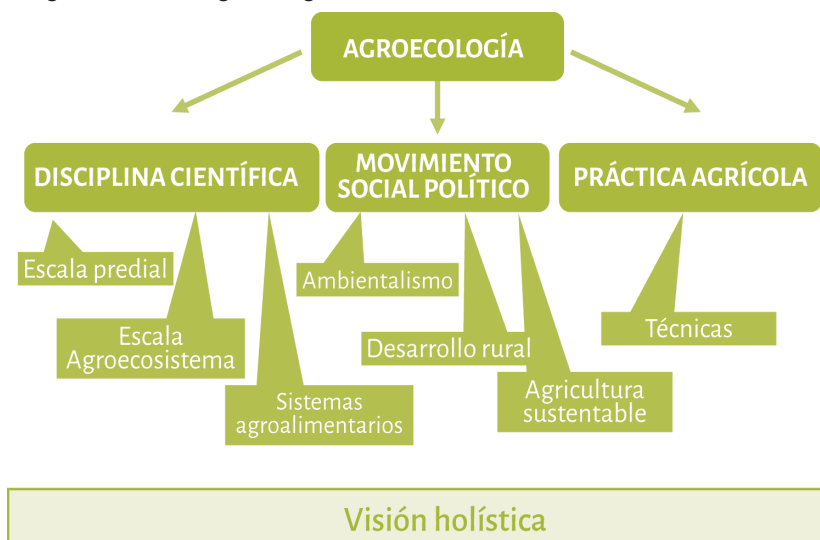 AGROECOLOGÍA
DISCIPLINA CIENTÍFICA
MOVIMIENTO
SOCIAL POLÍTICO
PRÁCTICA AGRÍCOLA
Escala predial
Escala
Agroecosistema
Sistemas
agroalimentarios
Ambientalismo
Desarrollo rural
Agricultura
sustentable
Técnicas
Visión holística